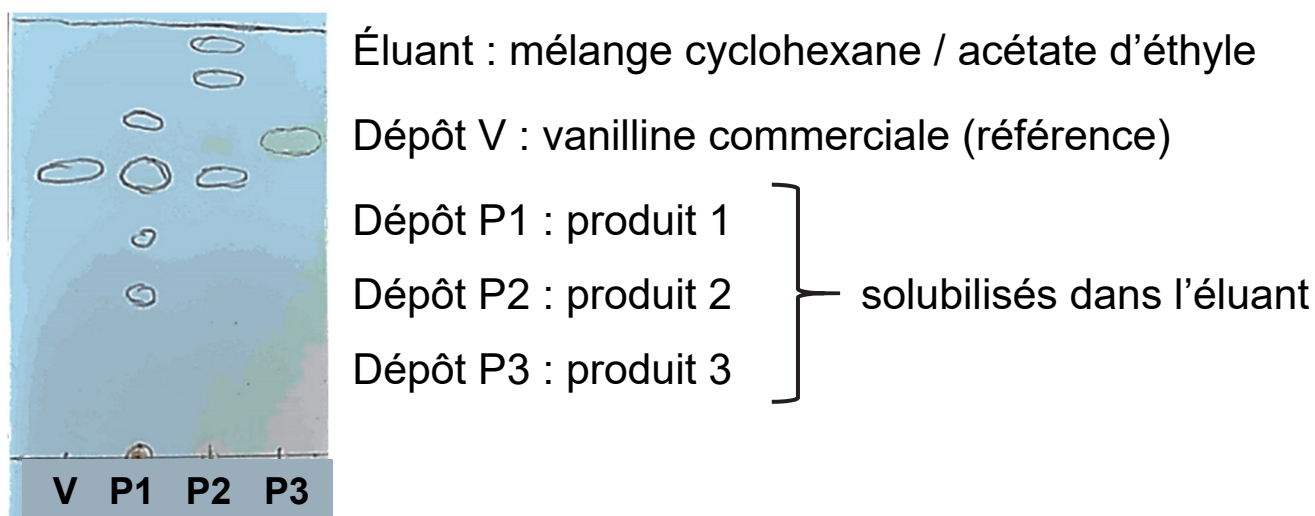 Éluant : mélange cyclohexane / acétate d’éthyle
Dépôt V : vanilline commerciale (référence)
Dépôt P1 : produit 1
Dépôt P2 : produit 2
solubilisés dans l’éluant
Dépôt P3 : produit 3
V P1 P2 P3